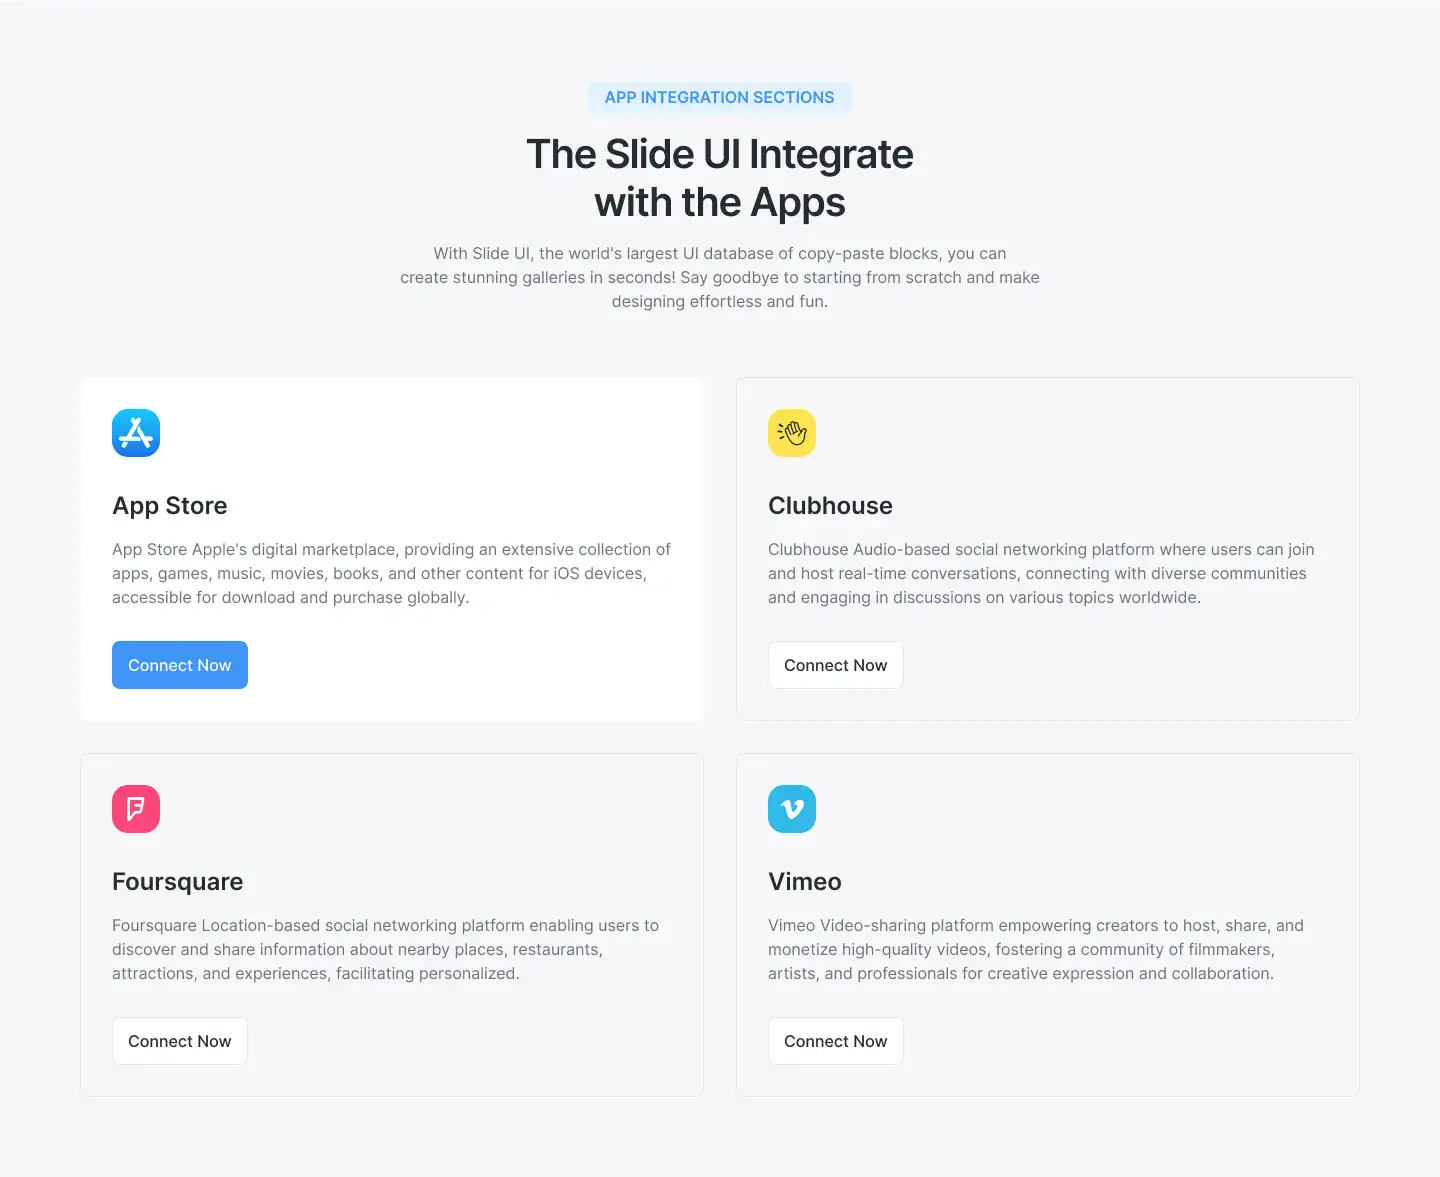 APP INTEGRATION SECTIONS
The Slide UI Integrate
with the Apps
With Slide UI, the world's largest UI database of copy-paste blocks, you can
create stunning galleries in seconds! Say goodbye to starting from scratch and make
designing effortless and fun.
App Store
App Store Apple's digital marketplace, providing an extensive collection of
apps, games, music, movies, books, and other content for iOS devices,
accessible for download and purchase globally.
Connect Now
Clubhouse
Clubhouse Audio-based social networking platform where users can join
and host real-time conversations, connecting with diverse communities
and engaging in discussions on various topics worldwide.
Connect Now
Foursquare
Foursquare Location-based social networking platform enabling users to
discover and share information about nearby places, restaurants,
attractions, and experiences, facilitating personalized.
Connect Now
Vimeo
Vimeo Video-sharing platform empowering creators to host, share, and
monetize high-quality videos, fostering a community of filmmakers,
artists, and professionals for creative expression and collaboration.
Connect Now